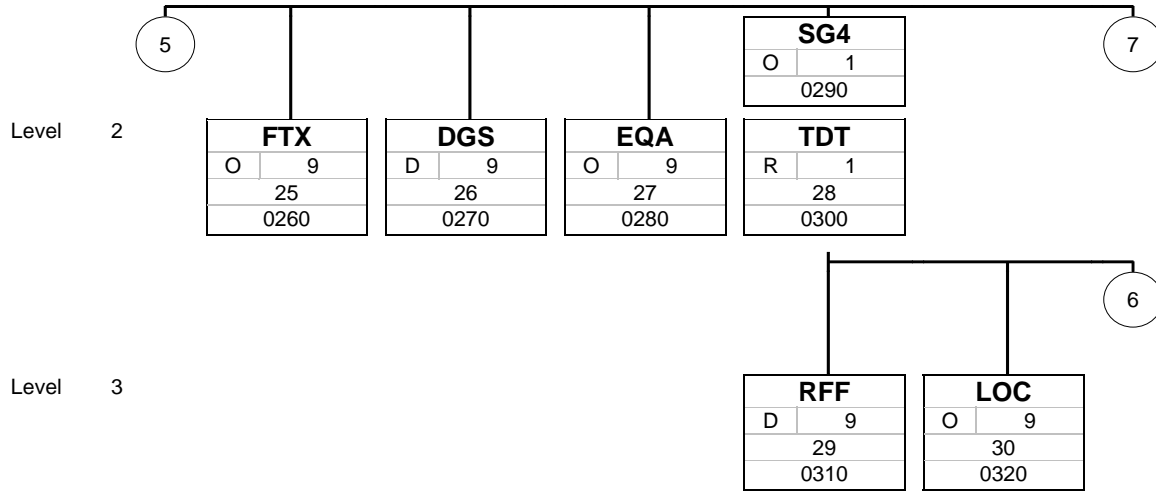 5
SG4
O 1
0290
7
Level 2
FTX DGS EQA TDT
O 9 D 9 O 9 R 1
25 26 27 28
0260 0270 0280 0300
6
Level 3
RFF LOC
D 9 O 9
29 30
0310 0320